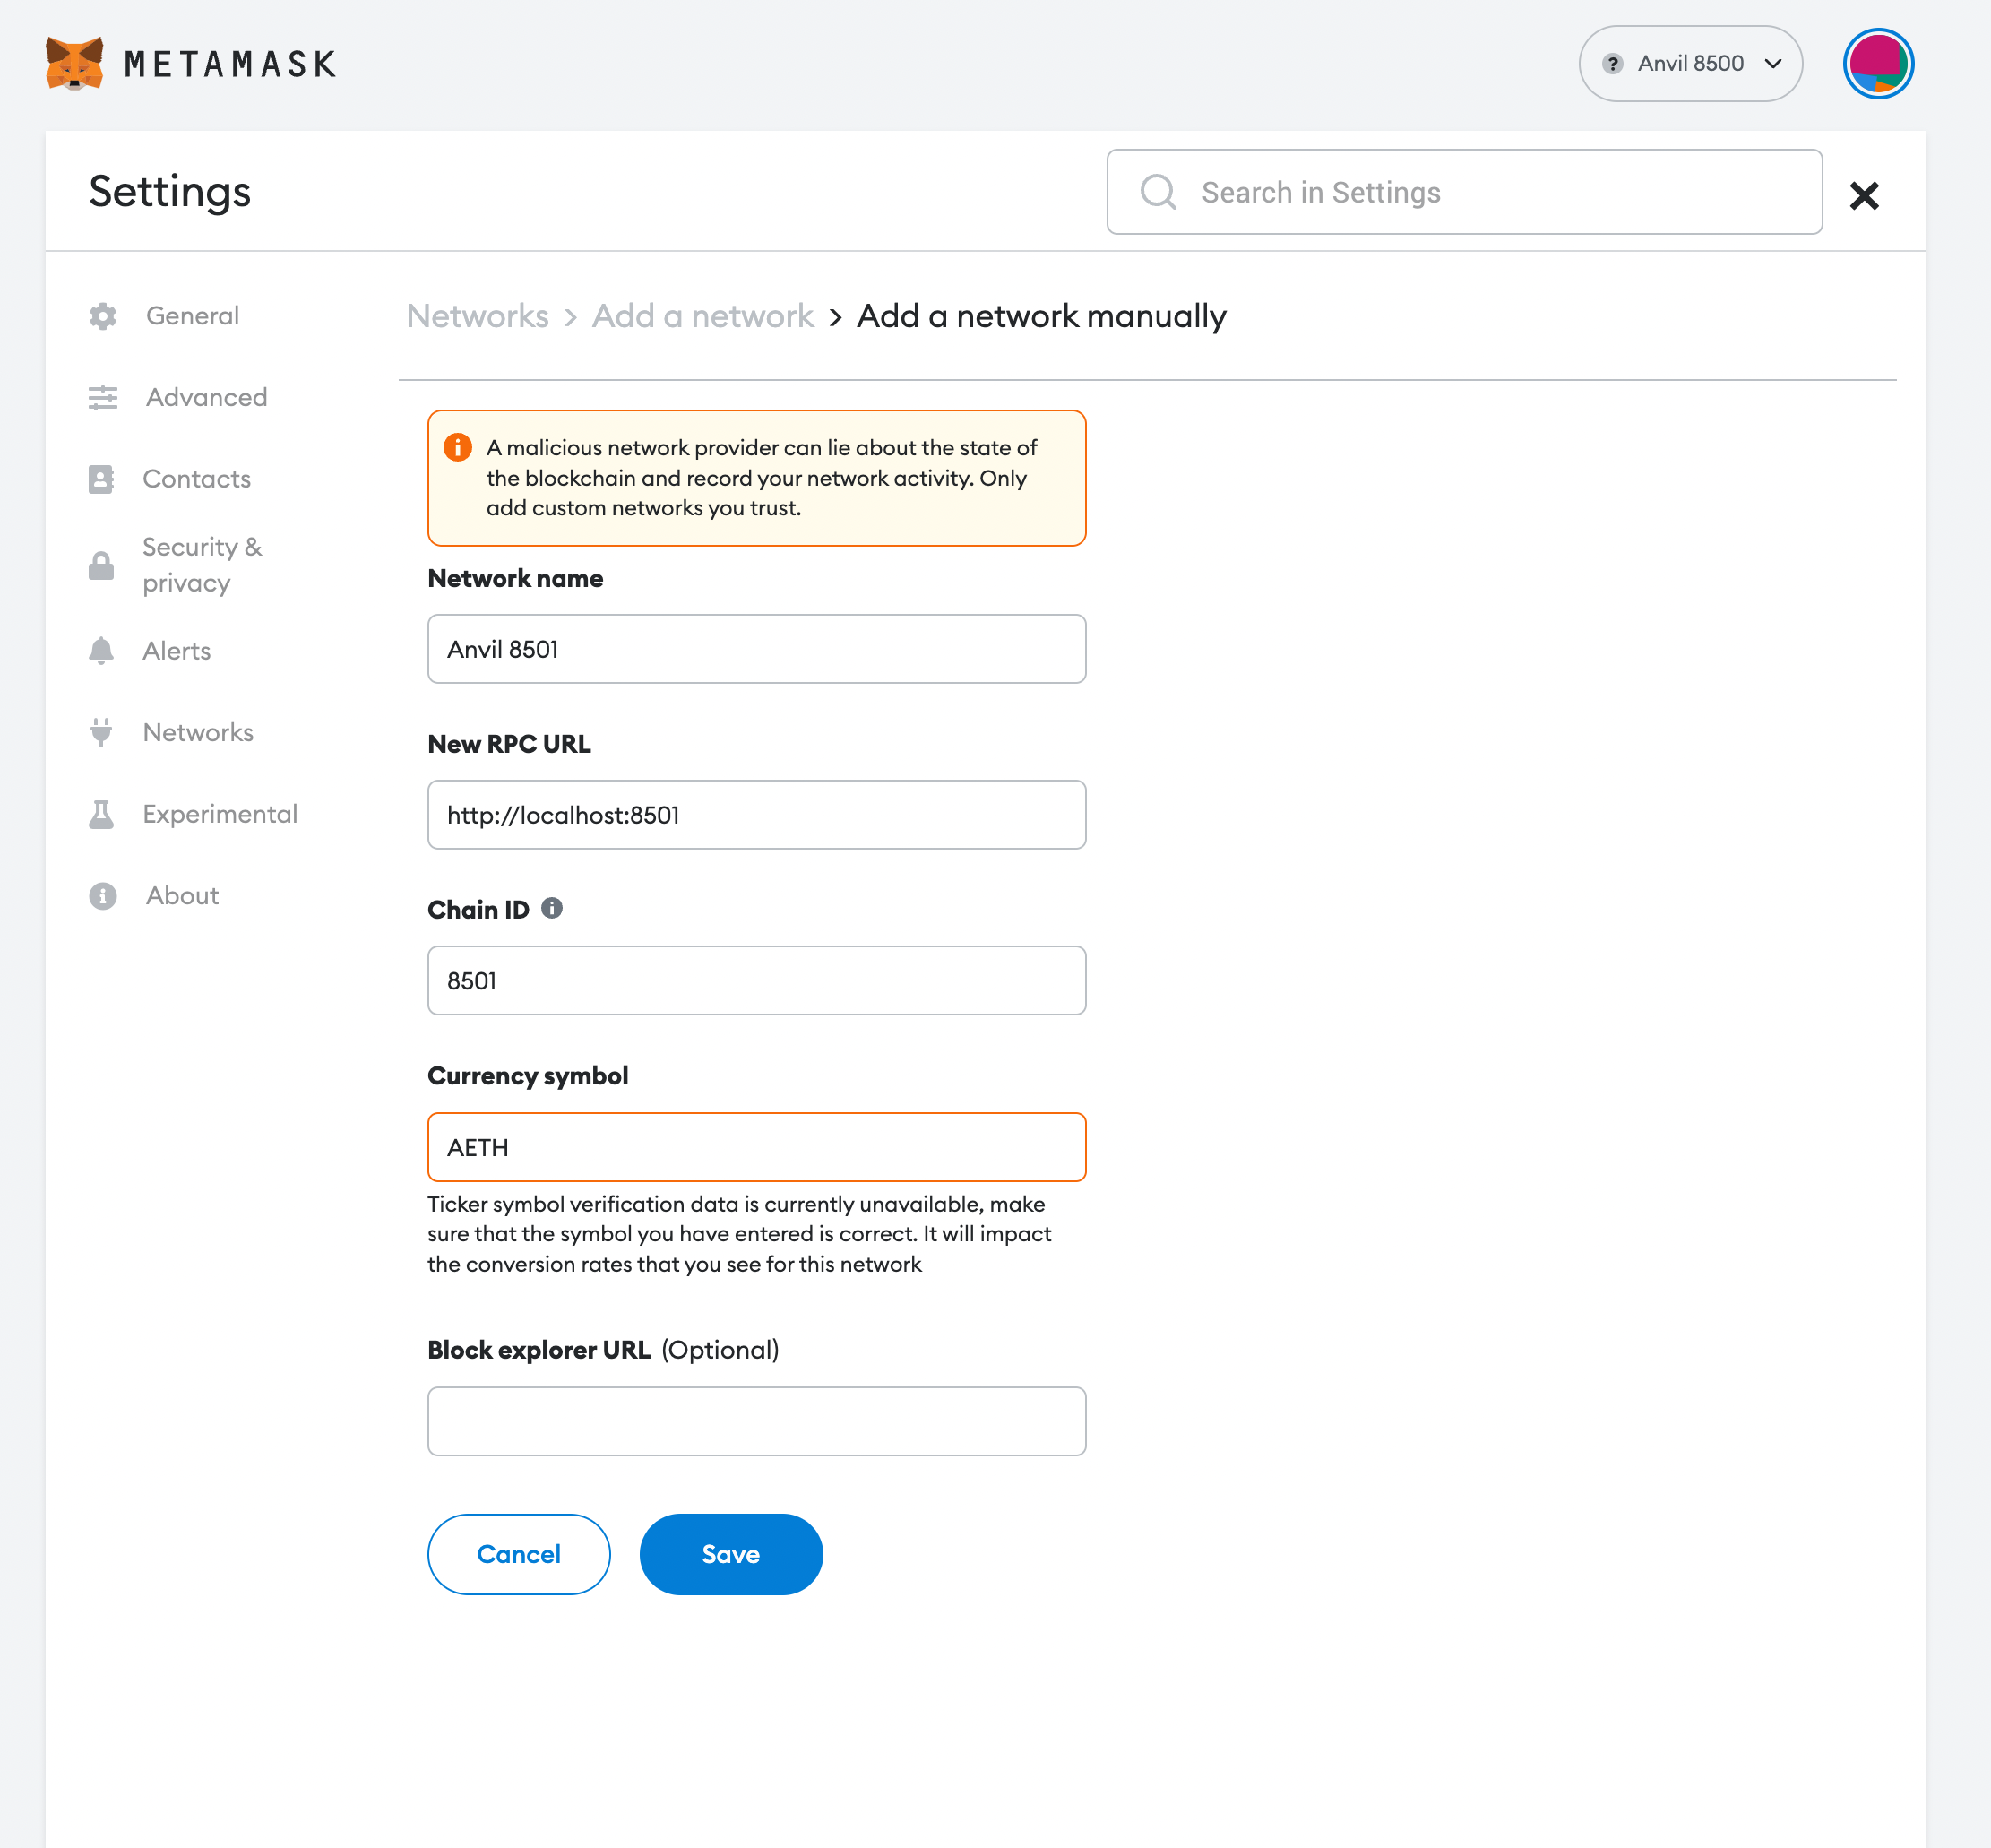 METAMASK
? Anvil 8500
Settings
Search in Settings
General
Advanced
Contacts
Security &
privacy
Alerts
Networks
Experimental
About
Networks > Add a network > Add a network manually
A malicious network provider can lie about the state of
the blockchain and record your network activity. Only
add custom networks you trust.
Network name
Anvil 8501
New RPC URL
http://localhost:8501
Chain ID
8501
Currency symbol
AETH
Ticker symbol verification data is currently unavailable, make
sure that the symbol you have entered is correct. It will impact
the conversion rates that you see for this network
Block explorer URL (Optional)
Cancel
Save